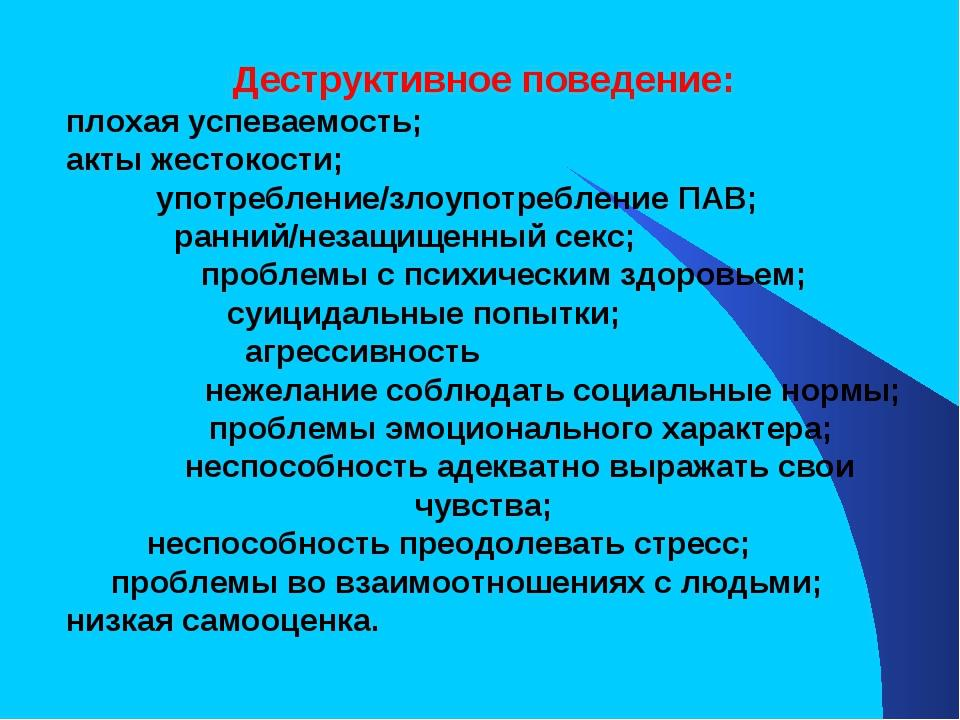 Деструктивное поведение:
плохая успеваемость;
акты жестокости;
употребление/злоупотребление ПАВ;
ранний/незащищенный секс;
проблемы с психическим здоровьем;
суицидальные попытки;
агрессивность
нежелание соблюдать социальные нормы;
проблемы эмоционального характера;
неспособность адекватно выражать свои
чувства;
неспособность преодолевать стресс;
проблемы во взаимоотношениях с людьми;
низкая самооценка.